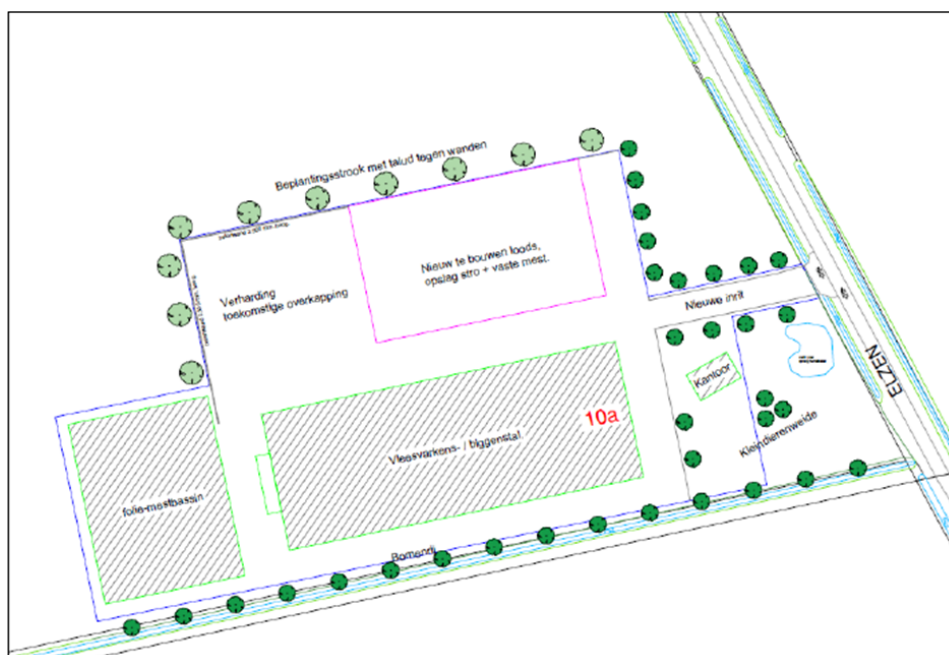 Beplantingsstrook met talud tegen wanden
Nieuw te bouwen loods,
opslag stro + vaste mest.
Verharding
toekomstige overkapping
Nieuwe inrit
ELZEN
Kantoor
10a
Vleesvarkens- / biggenstal.
Kleindierenweide
folie-mestbassin
Bomenrij